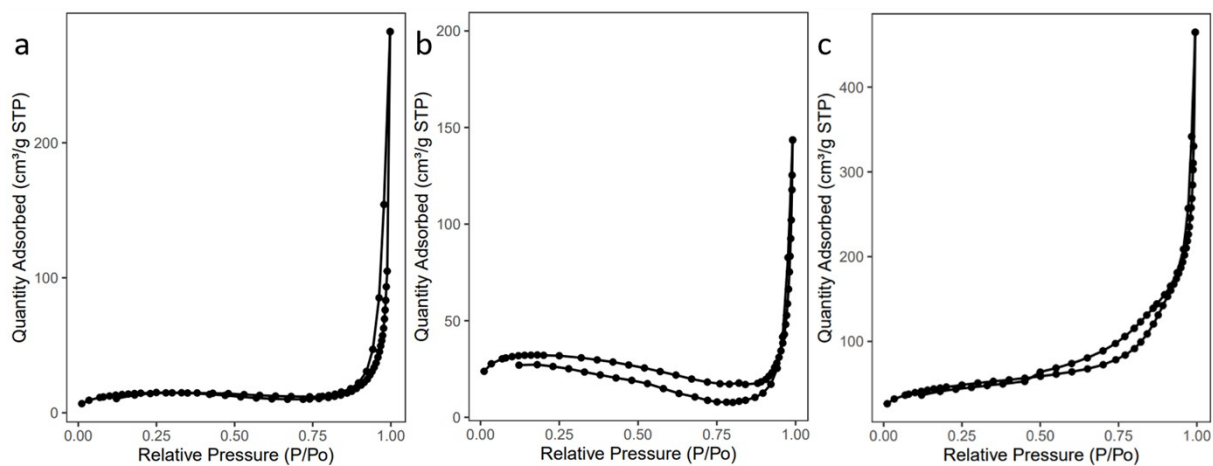 a
Quantity Adsorbed (cm³/g STP)
200
100
0
0.00 0.25 0.50 0.75 1.00
Relative Pressure (P/Po)
b
Quantity Adsorbed (cm³/g STP)
200
150
100
50
0
0.00 0.25 0.50 0.75 1.00
Relative Pressure (P/Po)
c
Quantity Adsorbed (cm³/g STP)
400
300
200
100
0.00 0.25 0.50 0.75 1.00
Relative Pressure (P/Po)